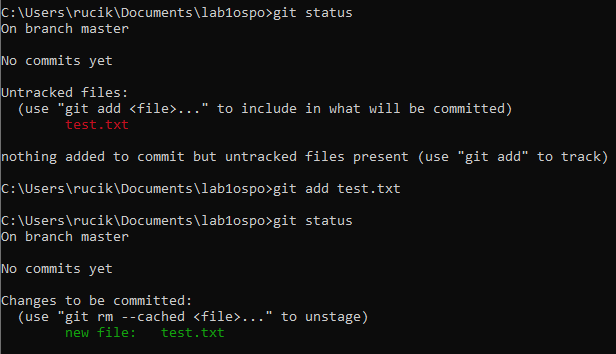 C:\Users\rucik\Documents\lab1ospo>git status
On branch master
No commits yet
Untracked files:
(use "git add <file>..." to include in what will be committed)
test.txt
nothing added to commit but untracked files present (use "git add" to track)
C:\Users\rucik\Documents\lab1ospo>git add test.txt
C:\Users\rucik\Documents\lab1ospo>git status
On branch master
No commits yet
Changes to be committed:
(use "git rm --cached <file>..." to unstage)
new file:   test.txt